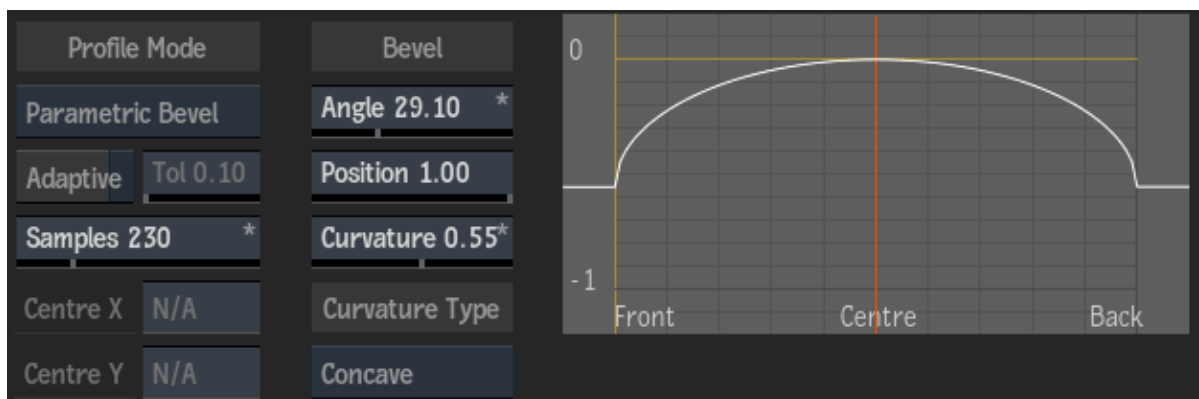 Profile Mode
Bevel
Parametric Bevel
Angle 29.10 *
Adaptive
Tol 0.10
Position 1.00
Samples 230 *
Curvature 0.55*
Centre X N/A
Curvature Type
Centre Y N/A
Concave
0
-1
Front Centre Back